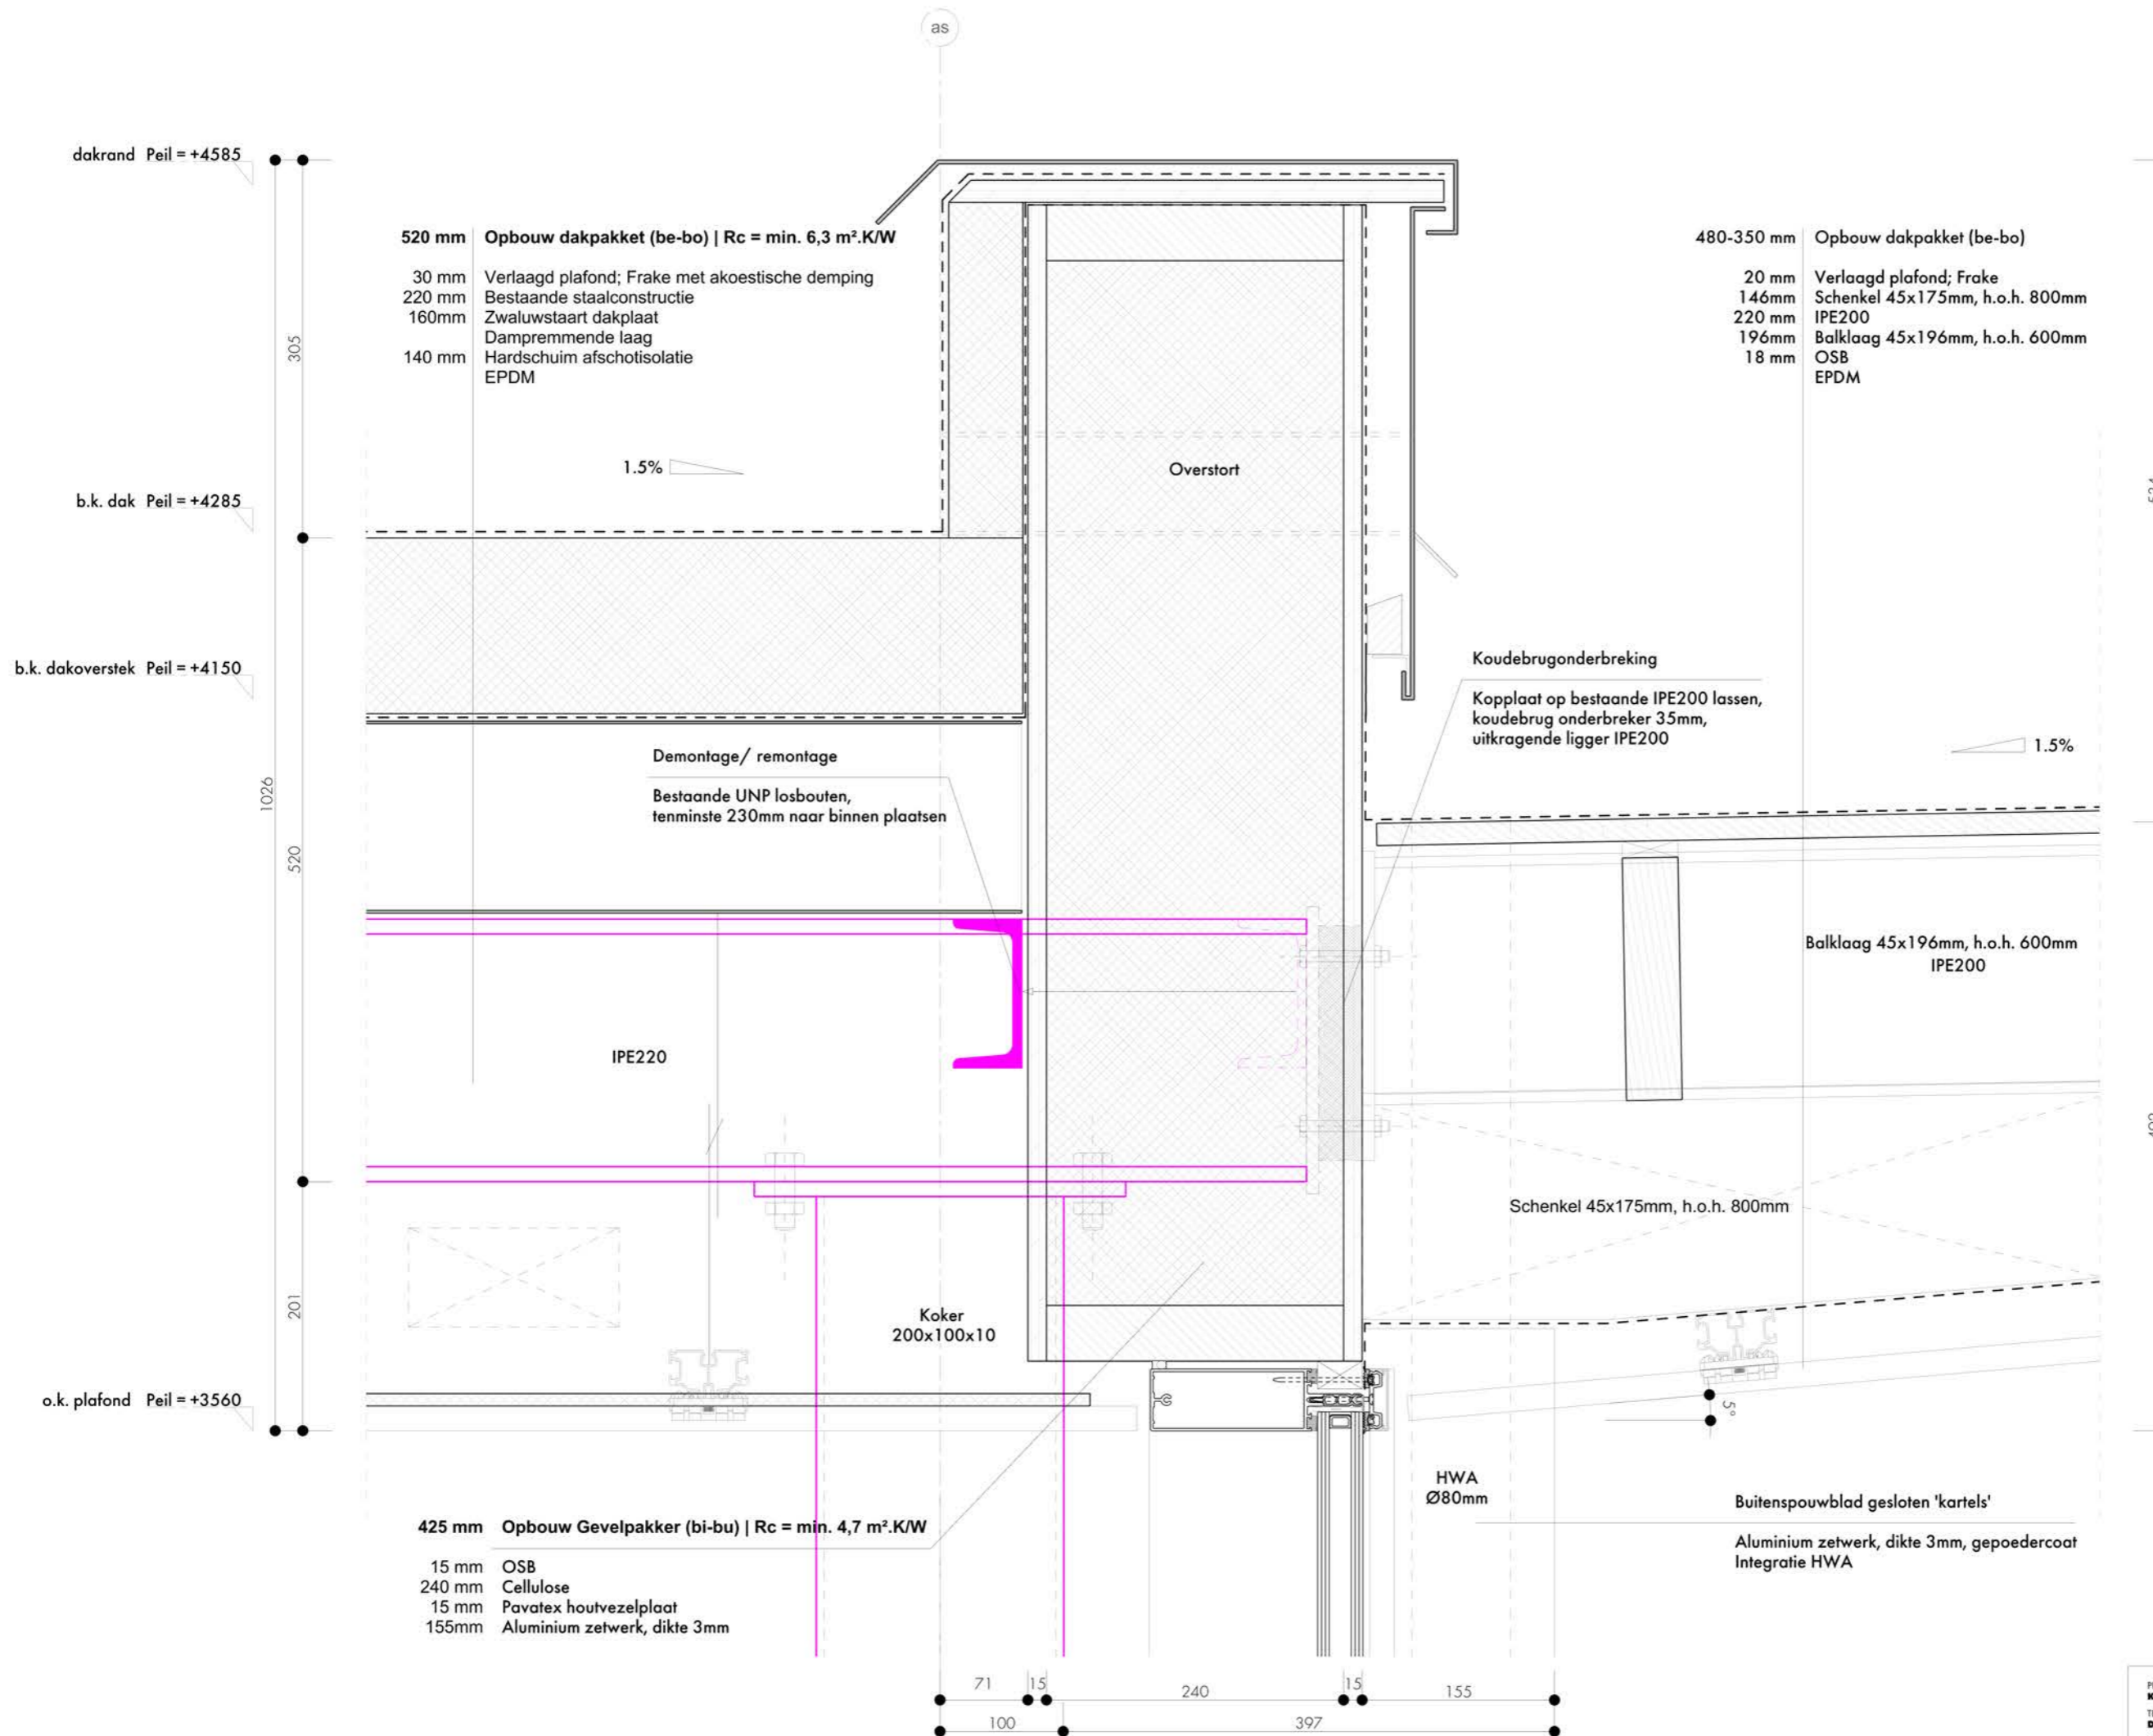 as
dakrand Peil = +4585
520 mm Opbouw dakpakket (be-bo) | Rc = min. 6,3 m².K/W
30 mm Verlaagd plafond; Frake met akoestische demping
220 mm Bestaande staalconstructie
160mm Zwaluwstaart dakplaat
Dampremmende laag
140 mm Hardschuim afschotisolatie
EPDM
480-350 mm Opbouw dakpakket (be-bo)
20 mm Verlaagd plafond; Frake
146mm Schenkel 45x175mm, h.o.h. 800mm
220 mm IPE200
196mm Balklaag 45x196mm, h.o.h. 600mm
18 mm OSB
EPDM
305
1.5%
Overstort
b.k. dak Peil = +4285
b.k. dakoverstek Peil = +4150
Koudebrugonderbreking
Kopplaat op bestaande IPE200 lassen,
koudebrug onderbreker 35mm,
uitkragende ligger IPE200
1.5%
Demontage/ remontage
Bestaande UNP losbouten,
tenminste 230mm naar binnen plaatsen
1026
520
Balklaag 45x196mm, h.o.h. 600mm
IPE200
IPE220
Schenkel 45x175mm, h.o.h. 800mm
201
Koker
200x100x10
o.k. plafond Peil = +3560
5°
HWA
Ø80mm
Buitenspouwblad gesloten 'kartels'
Aluminium zetwerk, dikte 3mm, gepoedercoat
Integratie HWA
425 mm Opbouw Gevelpakker (bi-bu) | Rc = min. 4,7 m².K/W
15 mm OSB
240 mm Cellulose
15 mm Pavatex houtvezelplaat
155mm Aluminium zetwerk, dikte 3mm
71 15 240 15 155
100 397